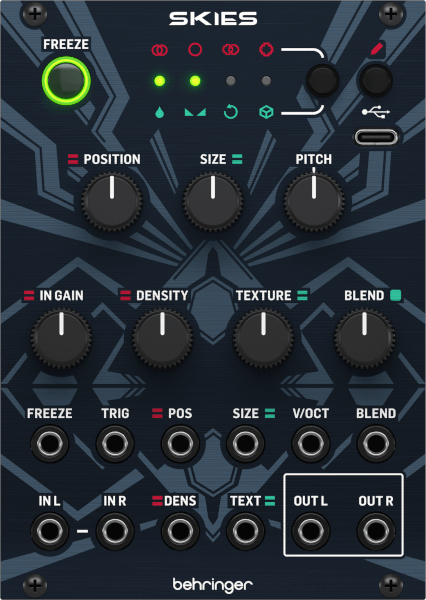 SKIES
FREEZE
POSITION SIZE PITCH
IN GAIN DENSITY TEXTURE BLEND
FREEZE TRIG POS SIZE V/OCT BLEND
IN L IN R DENS TEXT OUT L OUT R
behringer